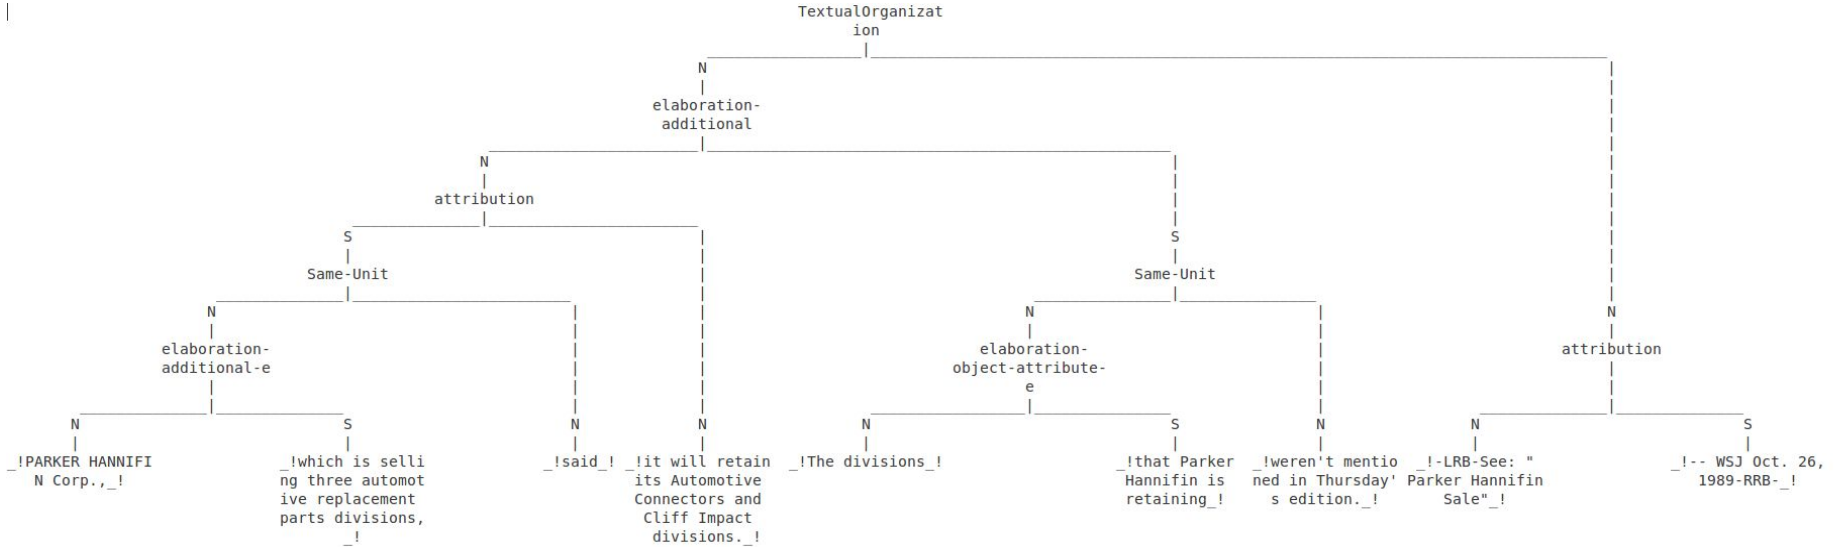 TextualOrganizat
ion
N
elaboration-
additional
N
attribution
S S
Same-Unit Same-Unit
N N N
elaboration- elaboration- attribution
additional-e object-attribute-
e
N S N N N S N N S
_!PARKER HANNIFI _!which is selli _!said_! _!it will retain _!The divisions_! _!that Parker _!weren't mentio _!-LRB-See: " _!-- WSJ Oct. 26,
N Corp.,_! ng three automot its Automotive Hannifin is ned in Thursday' Parker Hannifin 1989-RRB-_!
ive replacement Connectors and retaining_! s edition._! Sale"_!
parts divisions, Cliff Impact
_! divisions._!